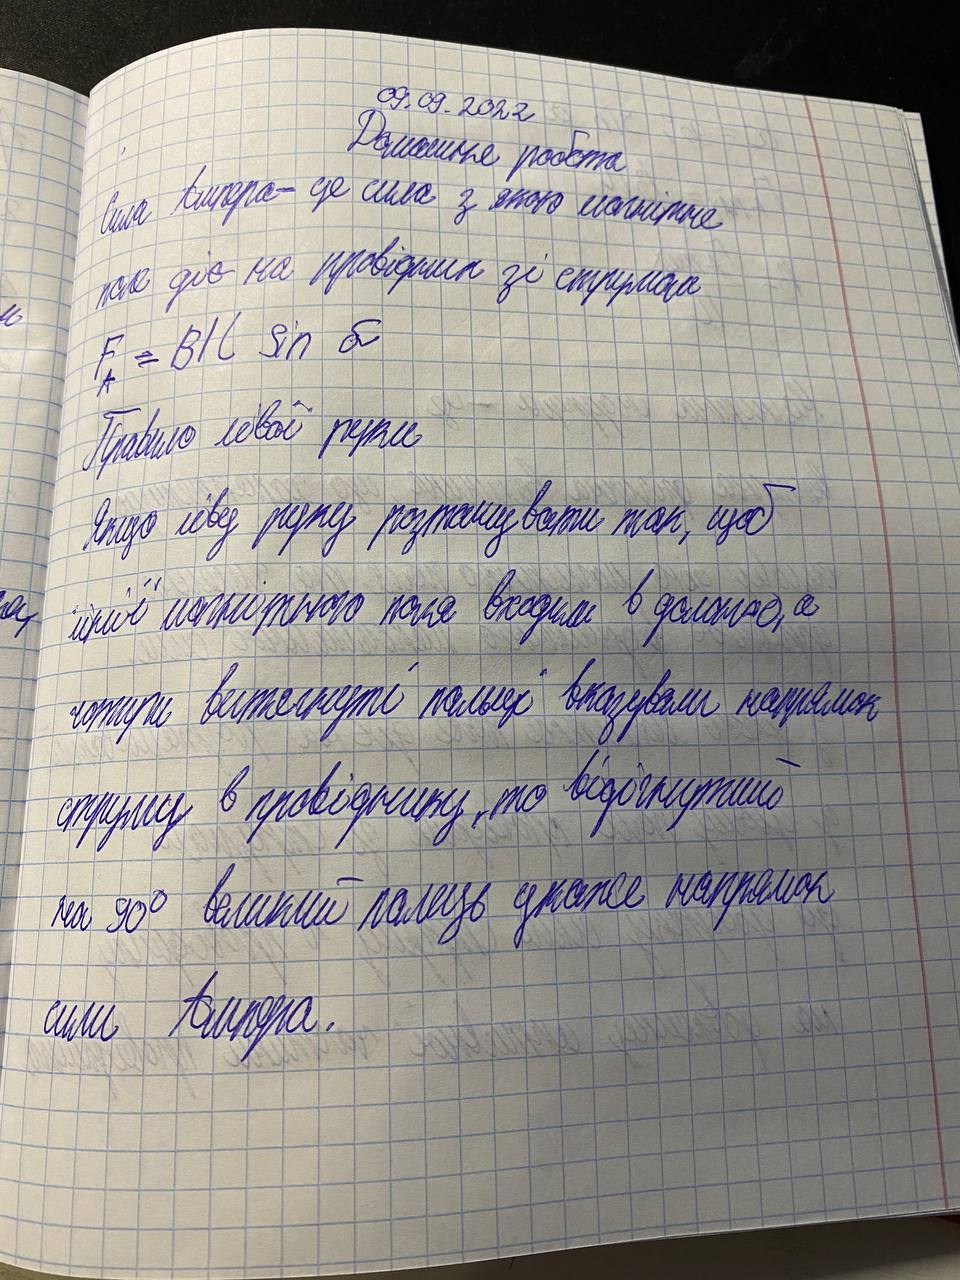 09.09.2022
Домашнє робота
Сила Ампера – це сила з якою магнітне
поле діє на провідник зі струмом
F_A = BIL sin б
Правило лівої руки
Якщо ліву руку розташувати так, щоб
лінії магнітного поля входили в долоню, а
чотири витягнуті пальці вказували напрямок
струму в провіднику, то відігнутий
на 90° великий палець укаже напрямок
сили Ампера.